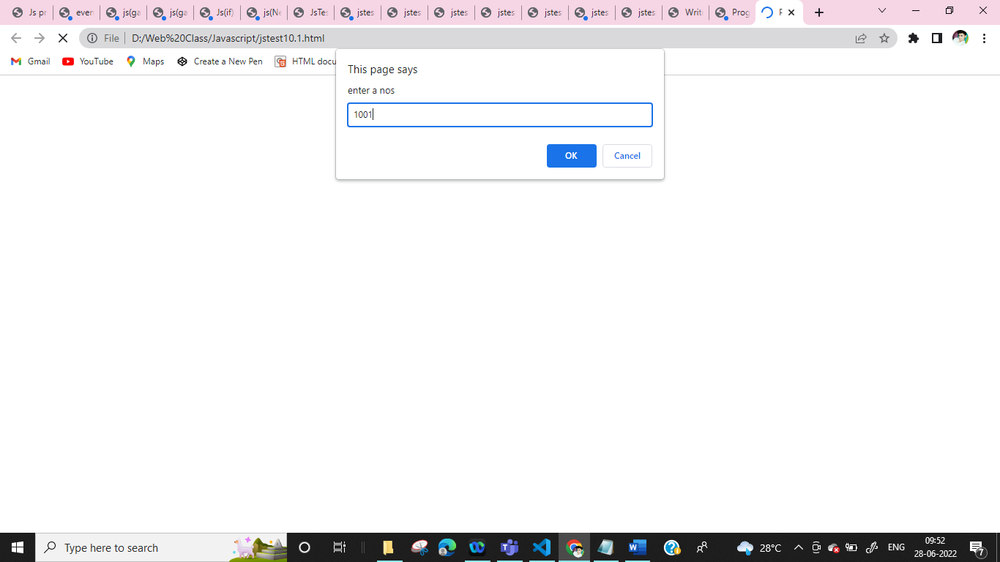 Js pr
even
js(ga
js(ga
Js(if)
js(Ne
JsTes
jstes
jstes
jstes
jstes
jstes
jstes
jstes
Write
Prog
File
D:/Web%20Class/Javascript/jstest10.1.html
Gmail
YouTube
Maps
Create a New Pen
HTML docu
This page says
enter a nos
1001
OK
Cancel
Type here to search
28°C
ENG
09:52
28-06-2022
7